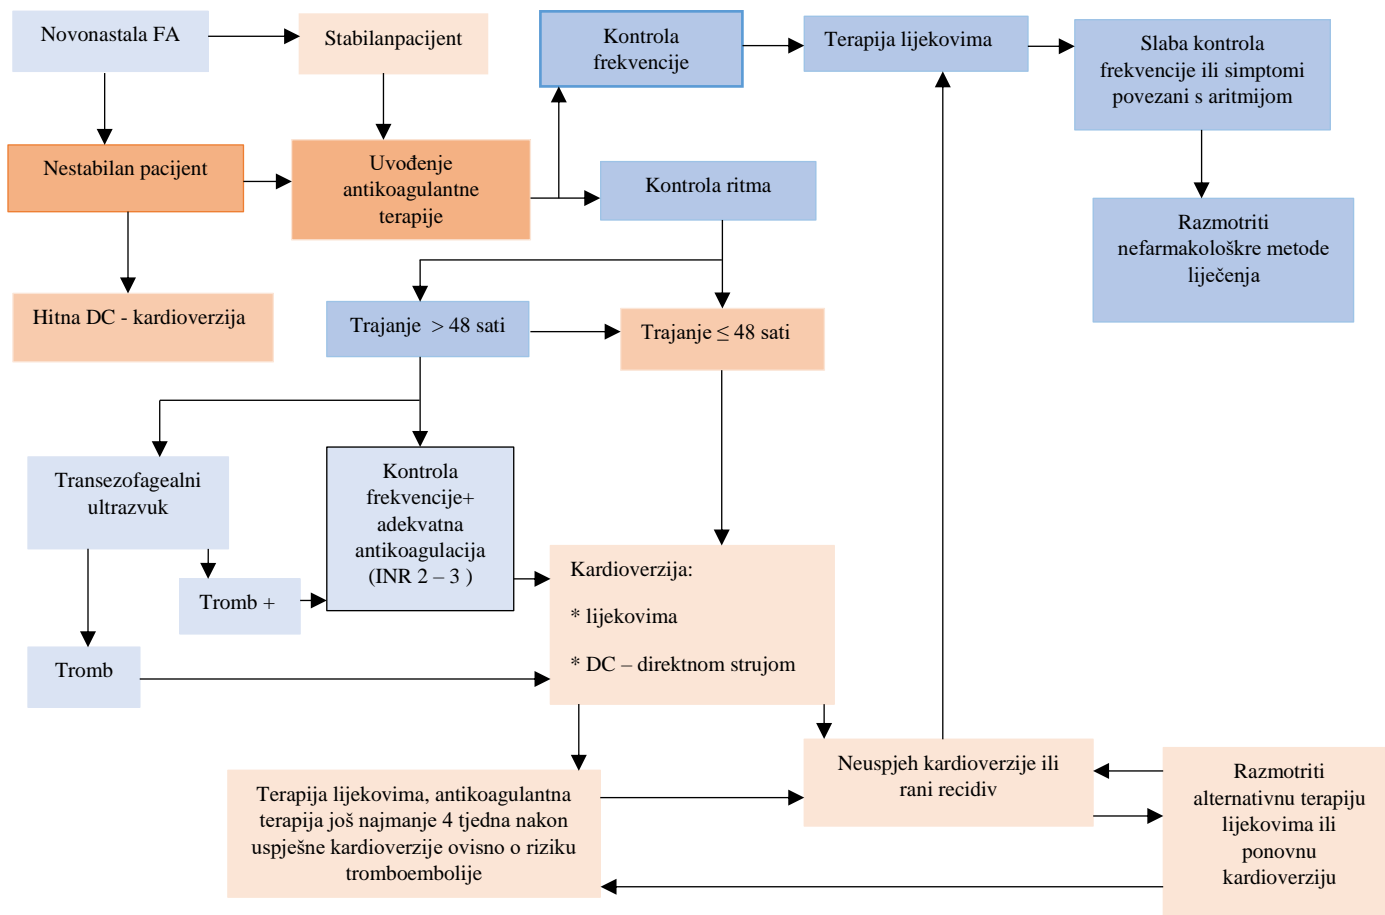 Novonastala FA
Stabilanpacijent
Kontrola
frekvencije
Terapija lijekovima
Slaba kontrola
frekvencije ili simptomi
povezani s aritmijom
Nestabilan pacijent
Uvođenje
antikoagulantne
terapije
Kontrola ritma
Razmotriti
nefarmakološkre metode
liječenja
Hitna DC - kardioverzija
Trajanje > 48 sati
Trajanje ≤ 48 sati
Transezofagealni
ultrazvuk
Kontrola
frekvencije+
adekvatna
antikoagulacija
(INR 2 – 3 )
Tromb +
Tromb
Kardioverzija:
* lijekovima
* DC – direktnom strujom
Terapija lijekovima, antikoagulantna
terapija još najmanje 4 tjedna nakon
uspješne kardioverzije ovisno o riziku
tromboembolije
Neuspjeh kardioverzije ili
rani recidiv
Razmotriti
alternativnu terapiju
lijekovima ili
ponovnu
kardioverziju